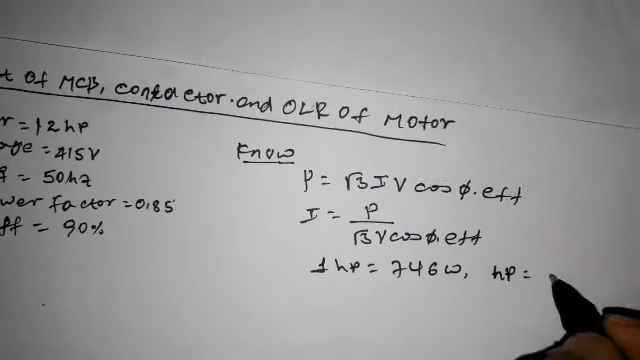 t Of MCB, contactor. and OLR Of Motor
r = 12 hp
age = 415V
= 50hz
wer factor = 0.85
ff = 90%
Know
P = √3 I V cos φ. eff
I = P / √3 V cos φ. eff
1 hp = 746 w, hp =